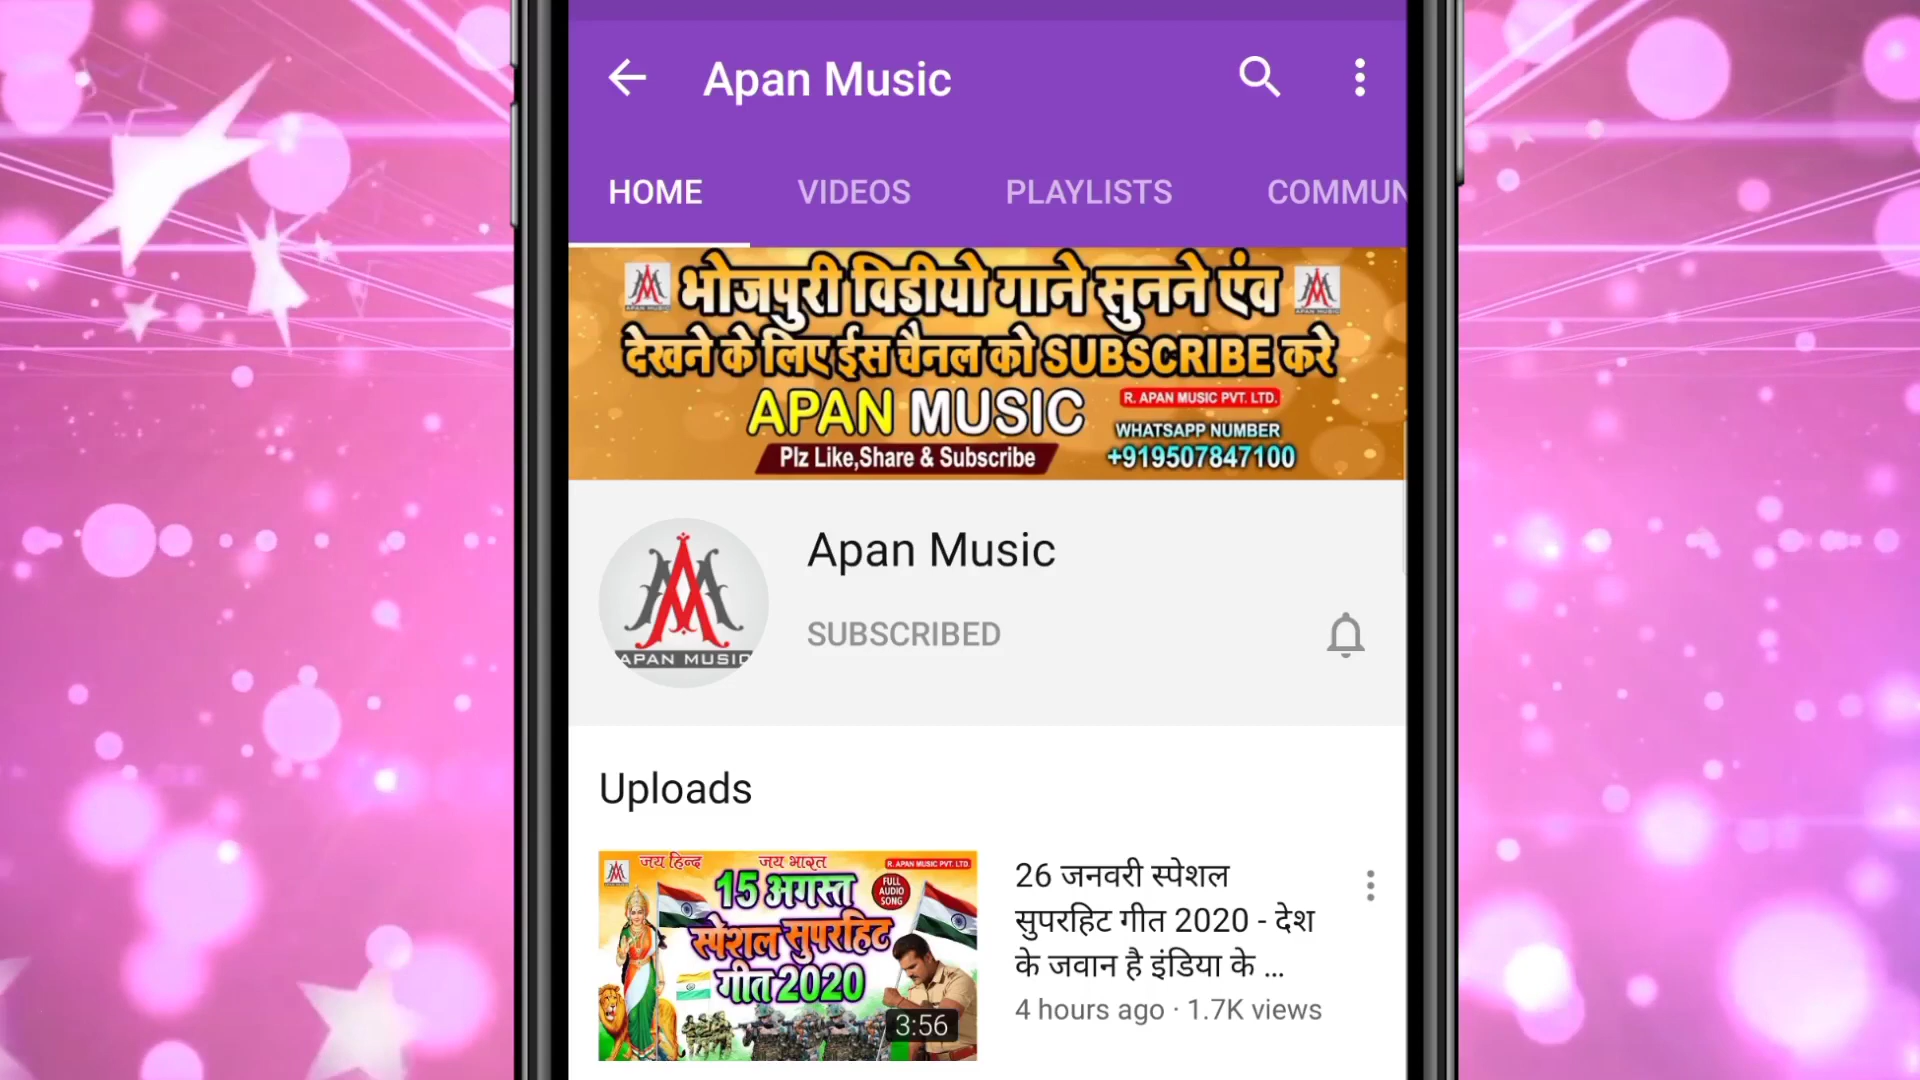 Apan Music
HOME VIDEOS PLAYLISTS COMMUN
भोजपुरी विडीयो गाने सुनने एंव
देखने के लिए ईस चैनल को SUBSCRIBE करे
APAN MUSIC
R. APAN MUSIC PVT. LTD.
Plz Like,Share & Subscribe
WHATSAPP NUMBER
+919507847100
Apan Music
APAN MUSIC
SUBSCRIBED
Uploads
जय हिन्द जय भारत
R. APAN MUSIC PVT. LTD
15 अगस्त
FULL
AUDIO
SONG
स्पेशल सुपरहिट
गीत 2020
3:56
26 जनवरी स्पेशल
सुपरहिट गीत 2020 - देश
के जवान है इंडिया के ...
4 hours ago · 1.7K views